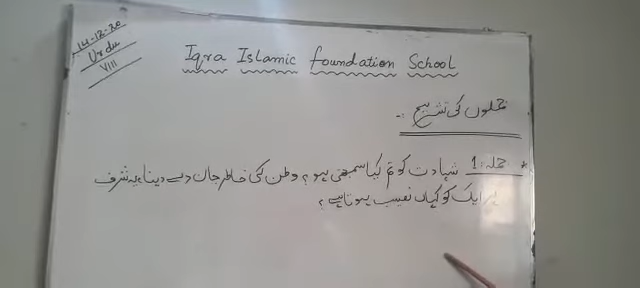 14-12-20
Urdu
VIII
Iqra Islamic foundation School
جملوں کی تشریح :-
* جملہ:1 شہادت کو تم کیا سمجھتی ہو؟ وطن کی خاطر جان دے دینا، یہ شرف
ہر ایک کو کہاں نصیب ہوتا ہے؟